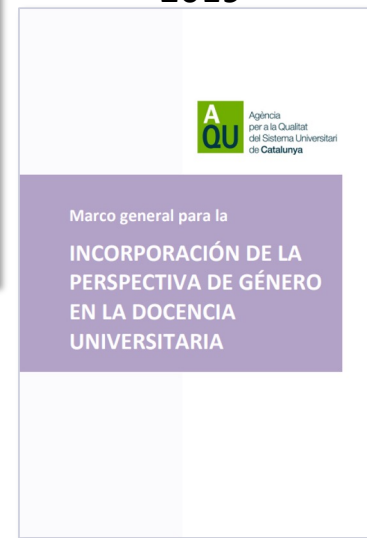 A
QU
Agència
per a la Qualitat
del Sistema Universitari
de Catalunya
Marco general para la
INCORPORACIÓN DE LA
PERSPECTIVA DE GÉNERO
EN LA DOCENCIA
UNIVERSITARIA